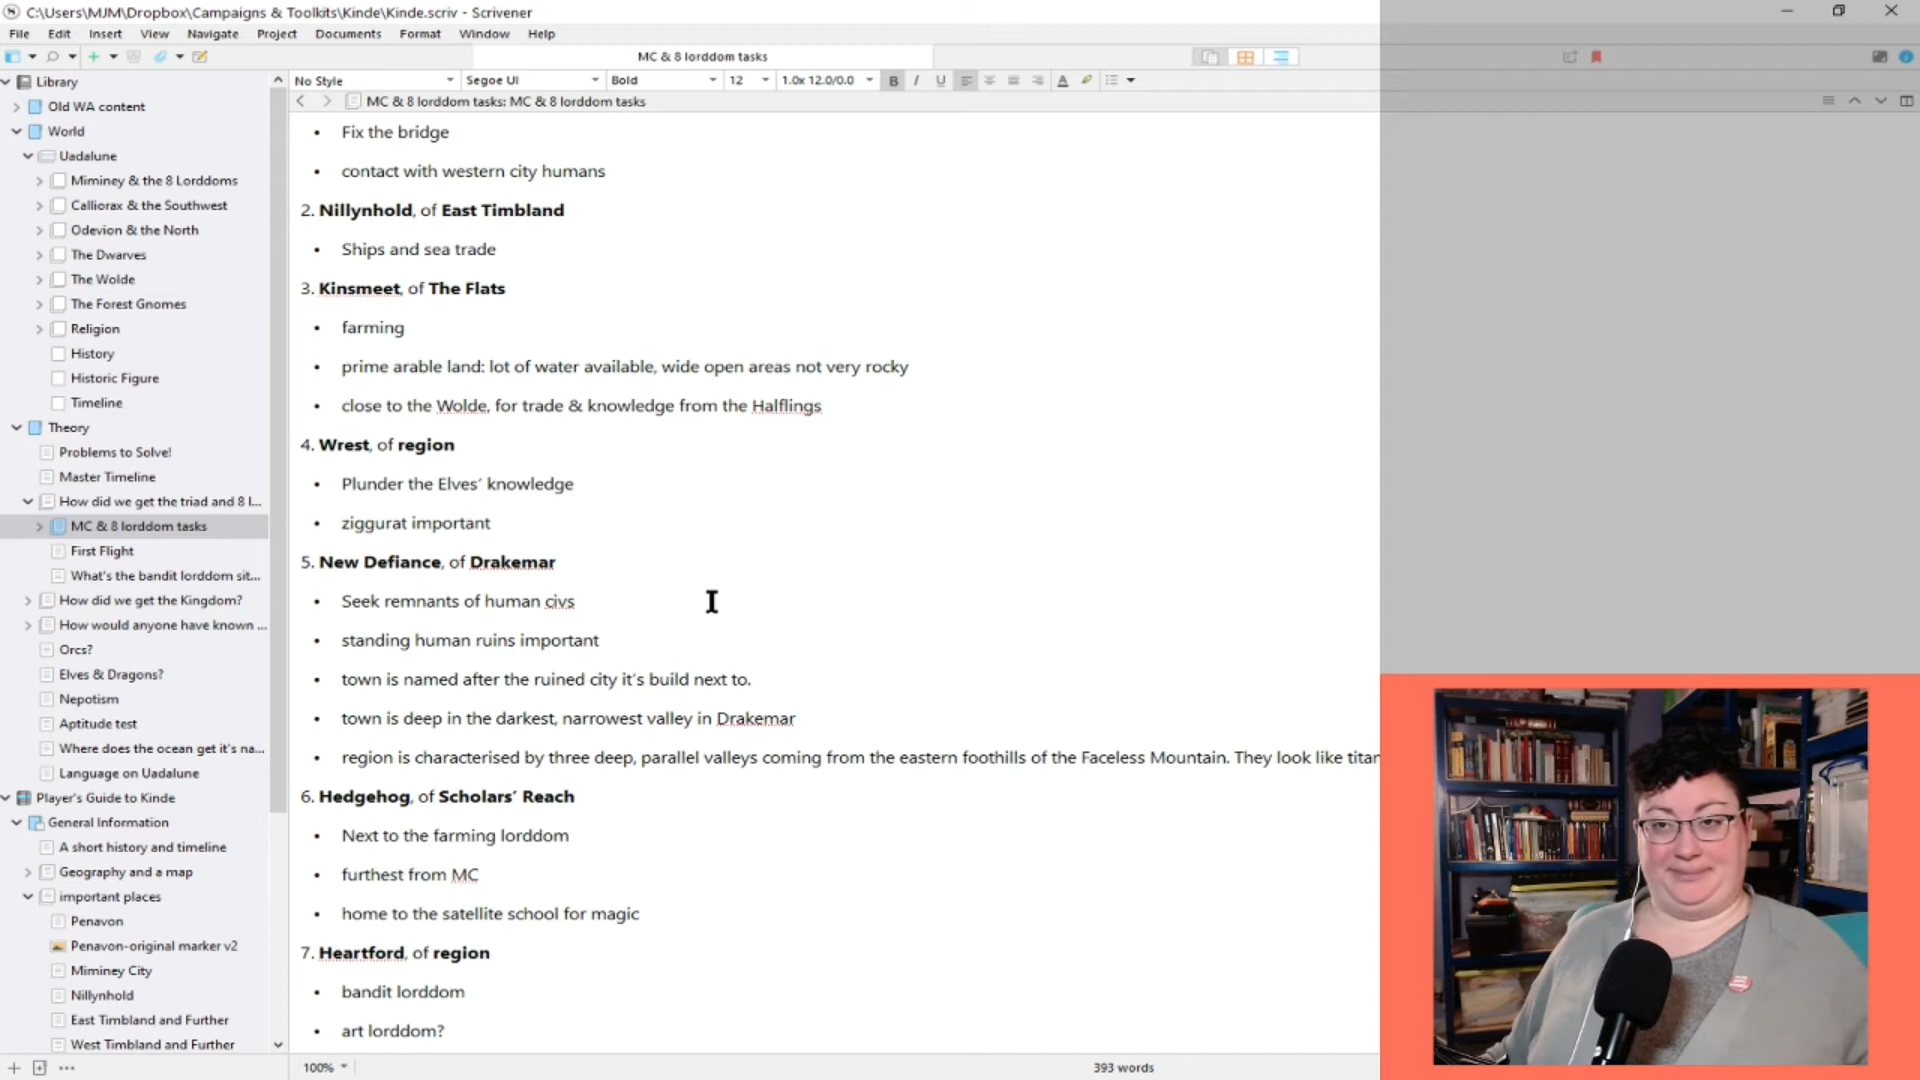 C:\Users\MJM\Dropbox\Campaigns & Toolkits\Kinde\Kinde.scriv - Scrivener
File Edit Insert View Navigate Project Documents Format Window Help
MC & 8 lorddom tasks
No Style Segoe UI Bold 12 1.0x 12.0/0.0 B I U A
MC & 8 lorddom tasks: MC & 8 lorddom tasks
Library
Old WA content
World
Uadalune
Miminey & the 8 Lorddoms
Calliorax & the Southwest
Odevion & the North
The Dwarves
The Wolde
The Forest Gnomes
Religion
History
Historic Figure
Timeline
Theory
Problems to Solve!
Master Timeline
How did we get the triad and 8 l...
MC & 8 lorddom tasks
First Flight
What's the bandit lorddom sit...
How did we get the Kingdom?
How would anyone have known ...
Orcs?
Elves & Dragons?
Nepotism
Aptitude test
Where does the ocean get it's na...
Language on Uadalune
Player's Guide to Kinde
General Information
A short history and timeline
Geography and a map
important places
Penavon
Penavon-original marker v2
Miminey City
Nillynhold
East Timbland and Further
West Timbland and Further
• Fix the bridge
• contact with western city humans
2. Nillynhold, of East Timbland
• Ships and sea trade
3. Kinsmeet, of The Flats
• farming
• prime arable land: lot of water available, wide open areas not very rocky
• close to the Wolde, for trade & knowledge from the Halflings
4. Wrest, of region
• Plunder the Elves' knowledge
• ziggurat important
5. New Defiance, of Drakemar
• Seek remnants of human civs
• standing human ruins important
• town is named after the ruined city it's build next to.
• town is deep in the darkest, narrowest valley in Drakemar
• region is characterised by three deep, parallel valleys coming from the eastern foothills of the Faceless Mountain. They look like titan
6. Hedgehog, of Scholars' Reach
• Next to the farming lorddom
• furthest from MC
• home to the satellite school for magic
7. Heartford, of region
• bandit lorddom
• art lorddom?
100% 393 words